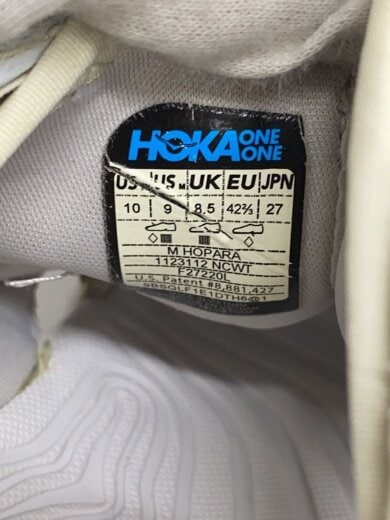 HOKA ONE ONE
US US M UK EU JPN
10 9 8.5 42⅔ 27
M HOPARA
1123112 NCWT
F27220L
U.S. Patent #8,881,427